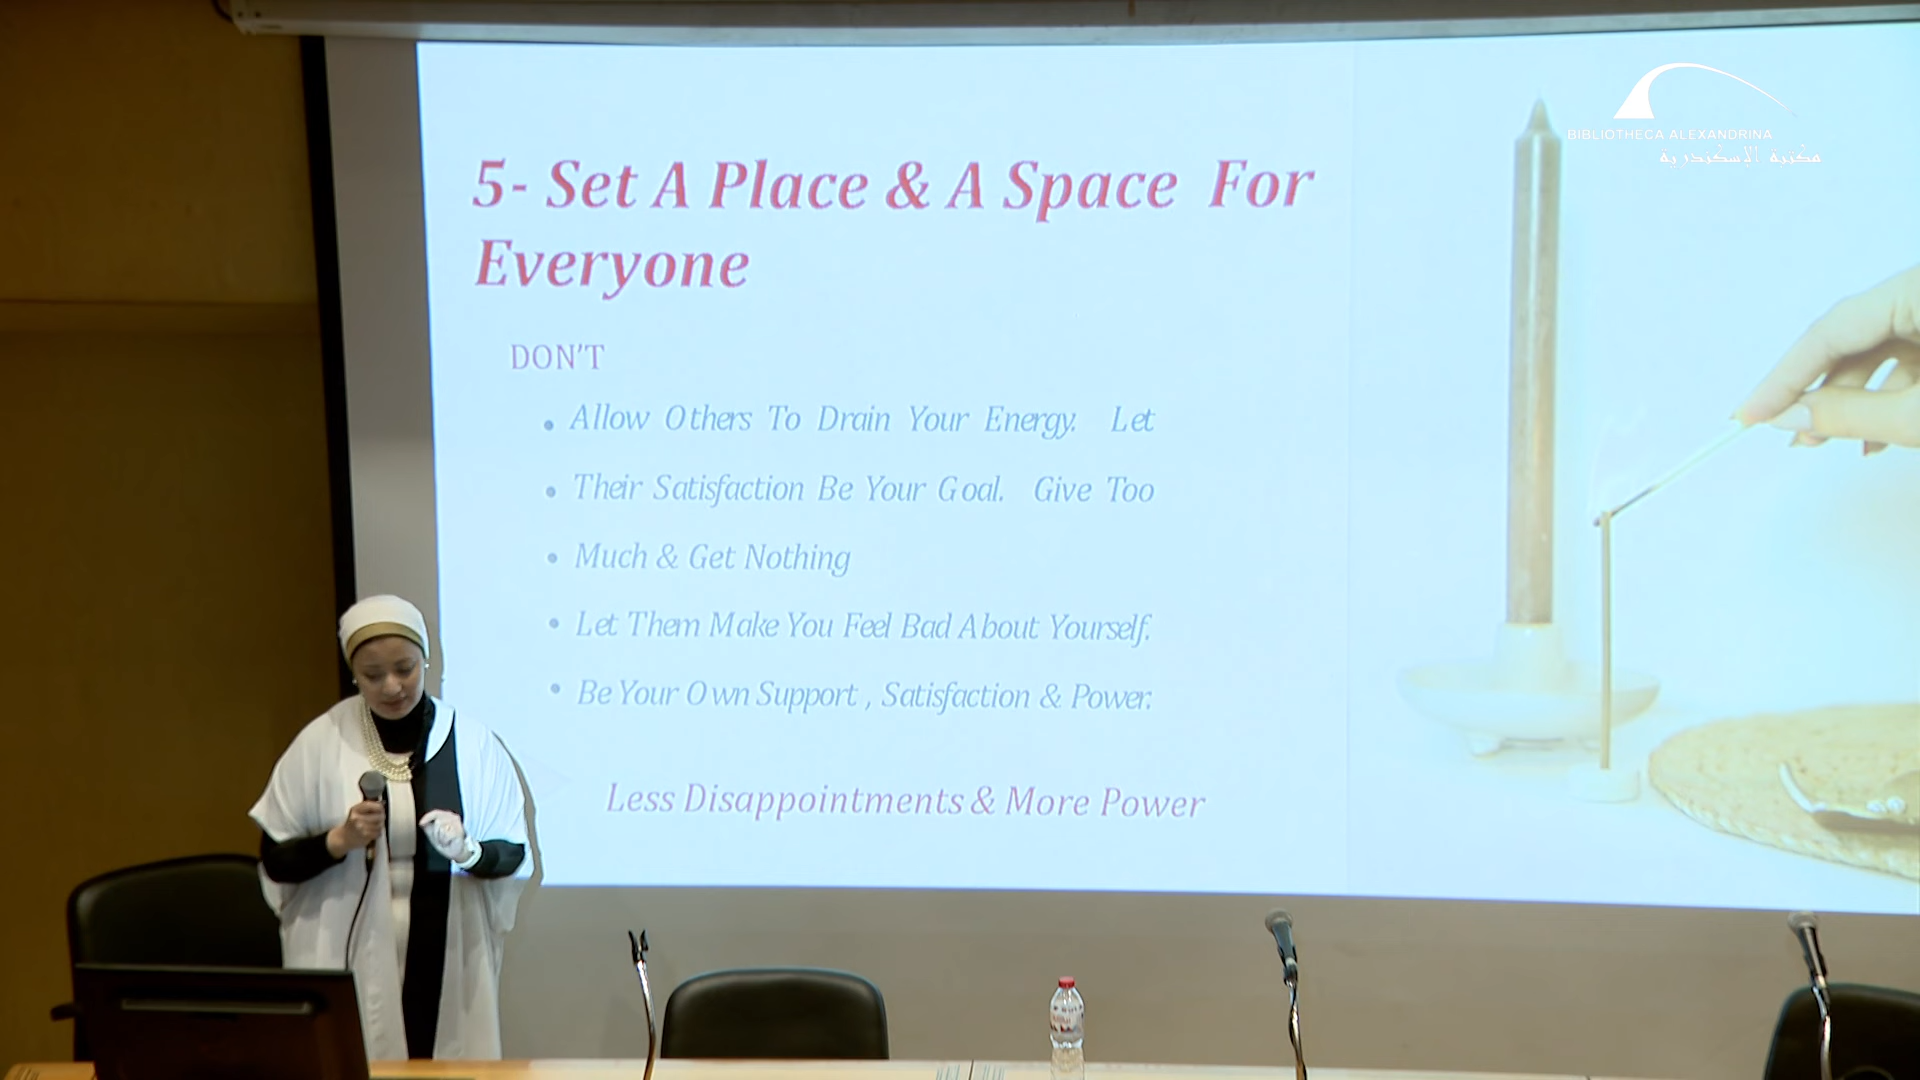 BIBLIOTHECA ALEXANDRINA
مكتبة الإسكندرية
5- Set A Place & A Space For
Everyone
DON'T
• Allow Others To Drain Your Energy. Let
• Their Satisfaction Be Your Goal. Give Too
• Much & Get Nothing
• Let Them Make You Feel Bad About Yourself.
• Be Your Own Support , Satisfaction & Power.
Less Disappointments & More Power